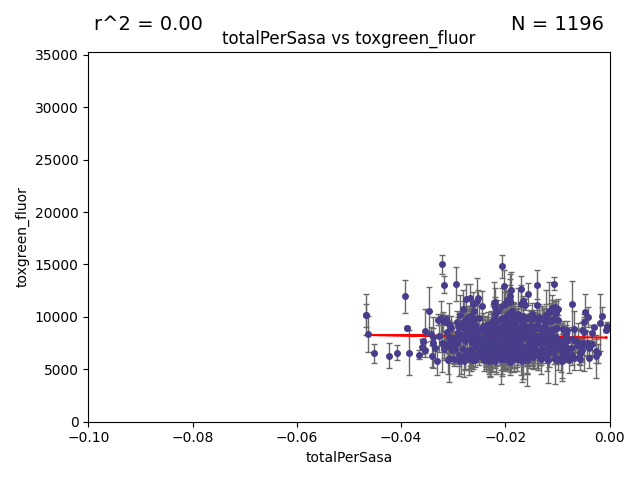 r^2 = 0.00
N = 1196
totalPerSasa vs toxgreen_fluor
35000
30000
25000
20000
15000
10000
5000
0
toxgreen_fluor
−0.10
−0.08
−0.06
−0.04
−0.02
0.00
totalPerSasa